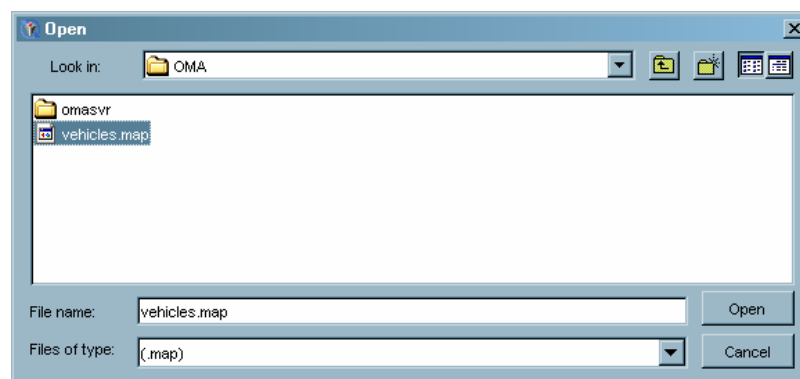 Open
Look in: OMA
omasvr
vehicles.map
File name: vehicles.map Open
Files of type: (.map) Cancel